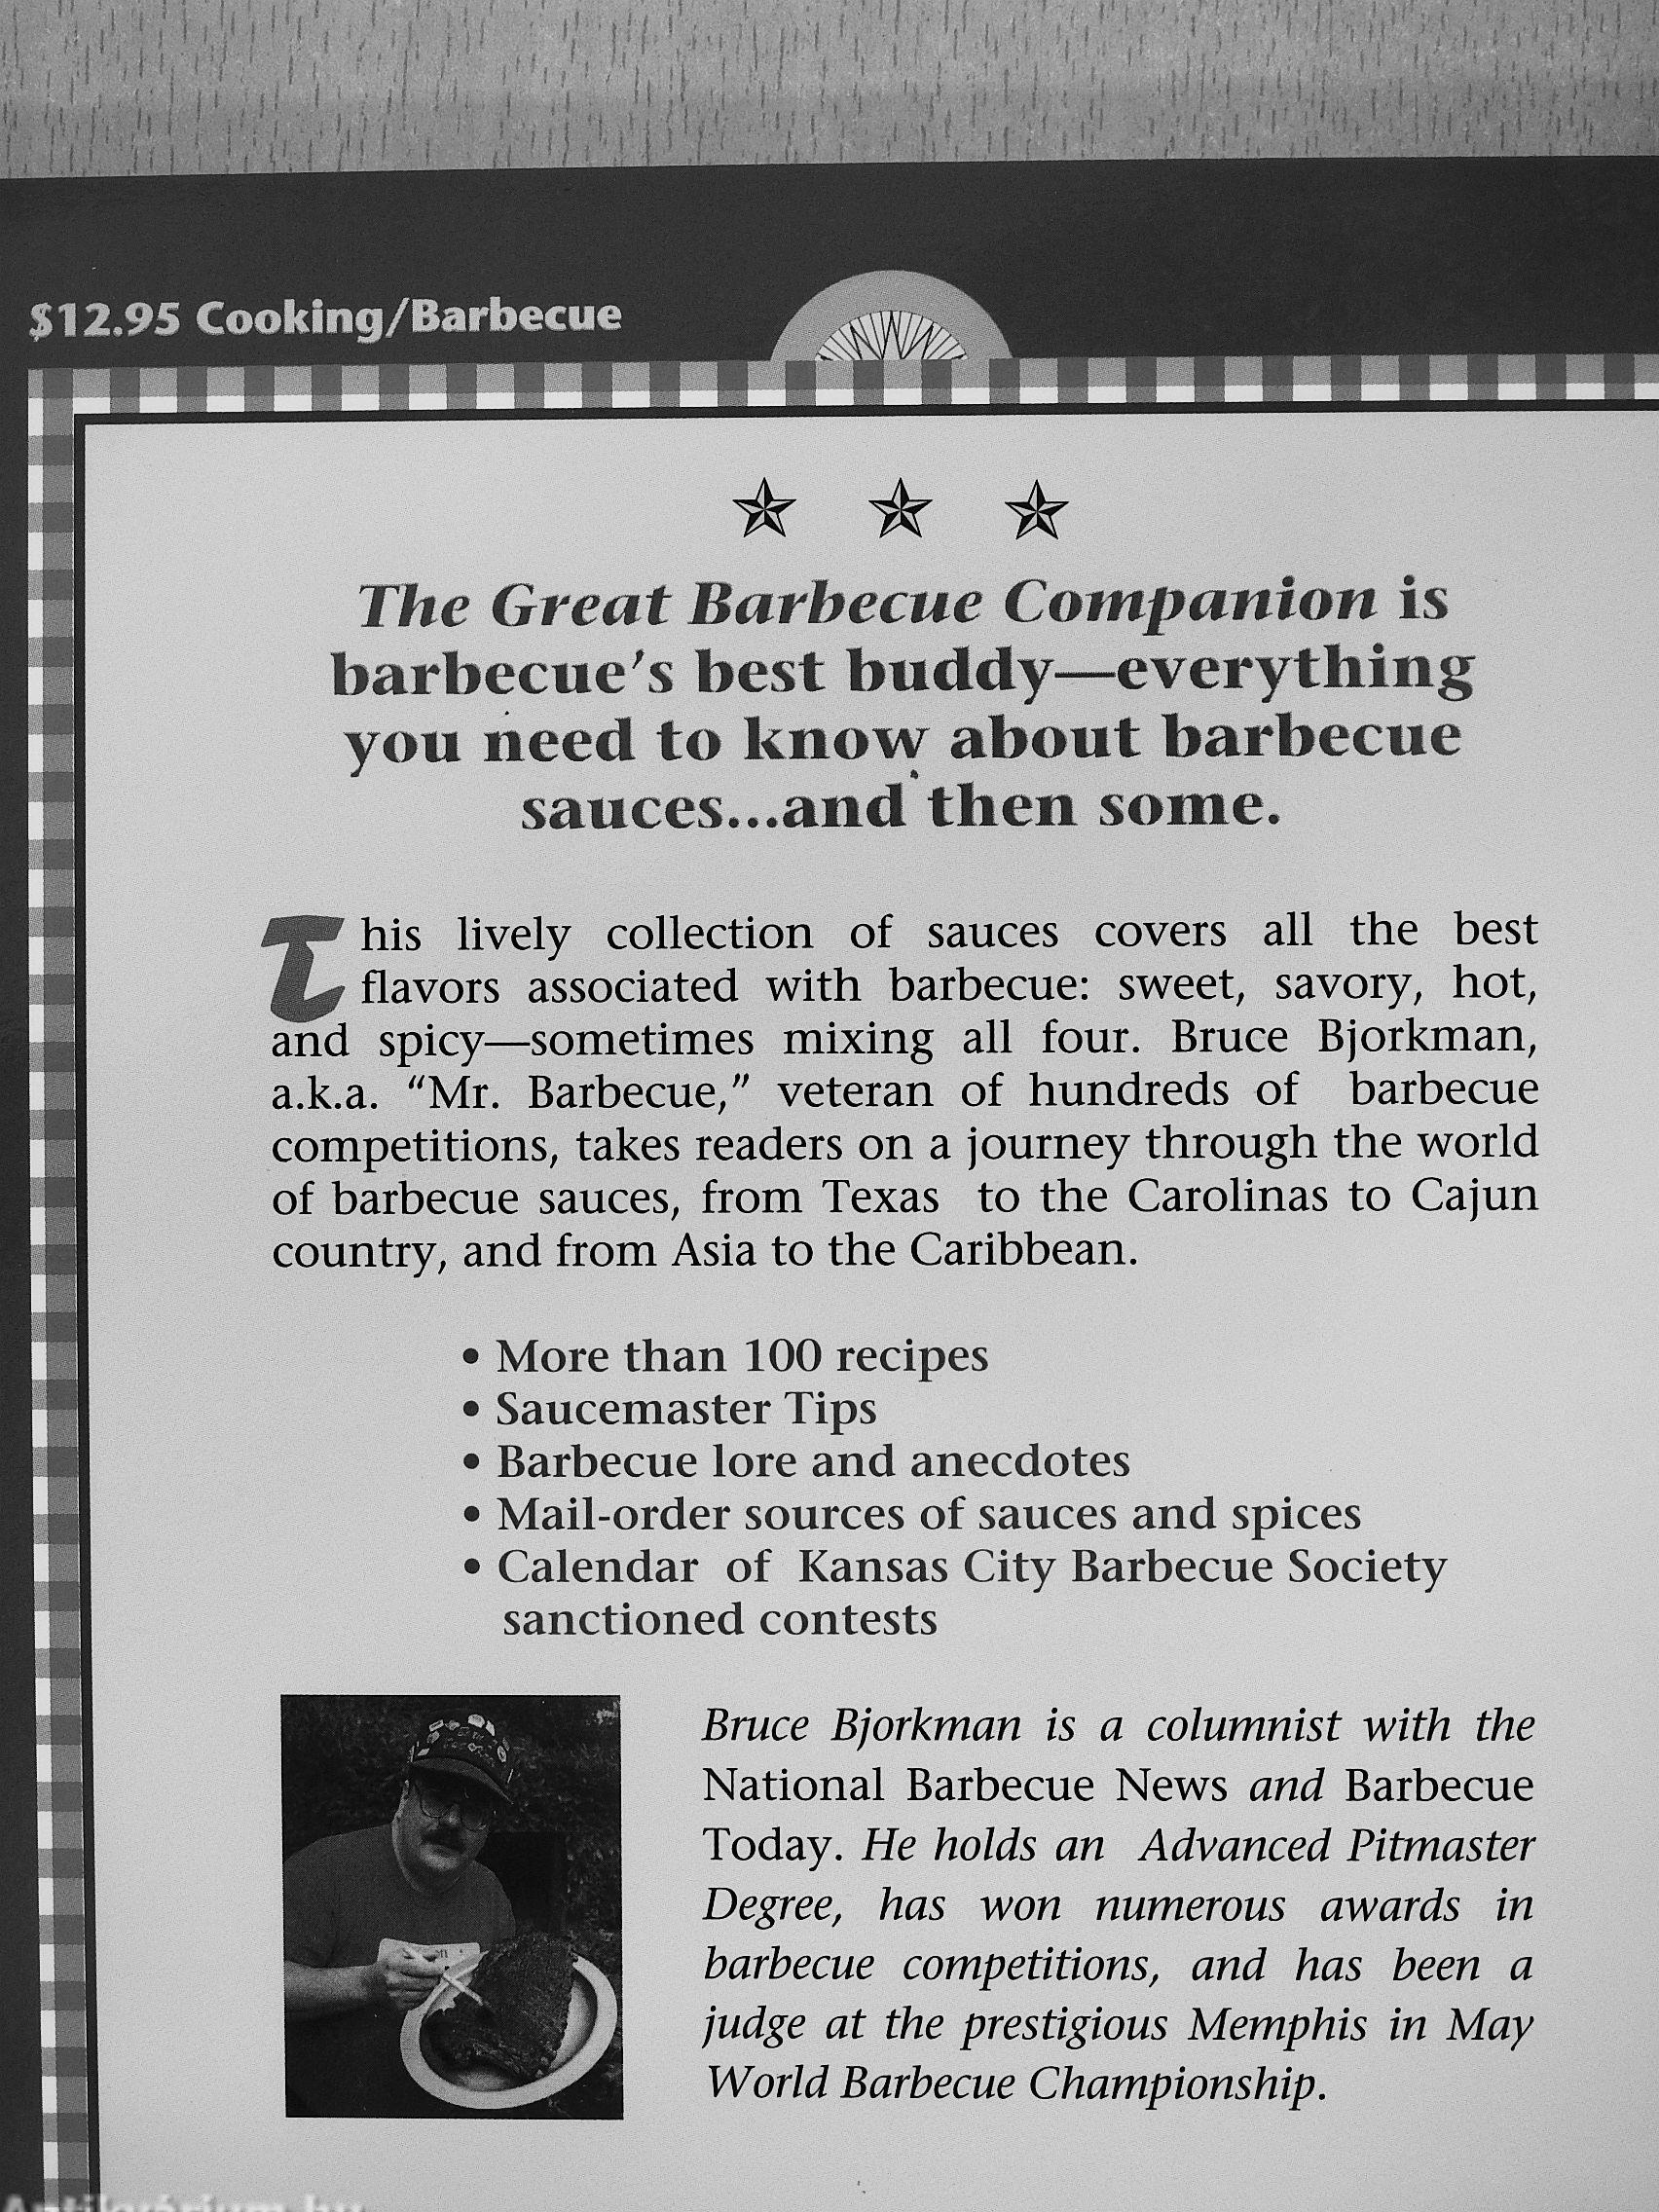 $12.95 Cooking/Barbecue
The Great Barbecue Companion is
barbecue's best buddy—everything
you need to know about barbecue
sauces...and then some.
This lively collection of sauces covers all the best
flavors associated with barbecue: sweet, savory, hot,
and spicy—sometimes mixing all four. Bruce Bjorkman,
a.k.a. “Mr. Barbecue,” veteran of hundreds of barbecue
competitions, takes readers on a journey through the world
of barbecue sauces, from Texas to the Carolinas to Cajun
country, and from Asia to the Caribbean.
• More than 100 recipes
• Saucemaster Tips
• Barbecue lore and anecdotes
• Mail-order sources of sauces and spices
• Calendar of Kansas City Barbecue Society
sanctioned contests
Bruce Bjorkman is a columnist with the
National Barbecue News and Barbecue
Today. He holds an Advanced Pitmaster
Degree, has won numerous awards in
barbecue competitions, and has been a
judge at the prestigious Memphis in May
World Barbecue Championship.